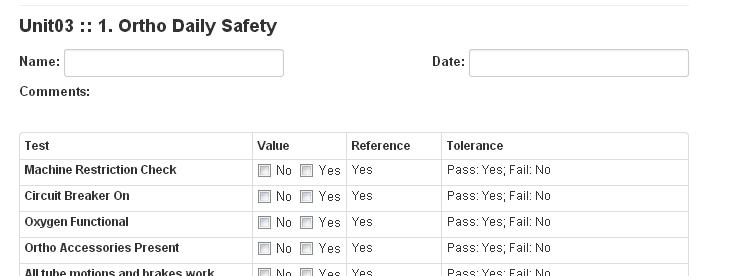 Unit03 :: 1. Ortho Daily Safety
Name: Date:
Comments:
Test Value Reference Tolerance
Machine Restriction Check No Yes Yes Pass: Yes; Fail: No
Circuit Breaker On No Yes Yes Pass: Yes; Fail: No
Oxygen Functional No Yes Yes Pass: Yes; Fail: No
Ortho Accessories Present No Yes Yes Pass: Yes; Fail: No
All tube motions and brakes work No Yes Yes Pass: Yes; Fail: No